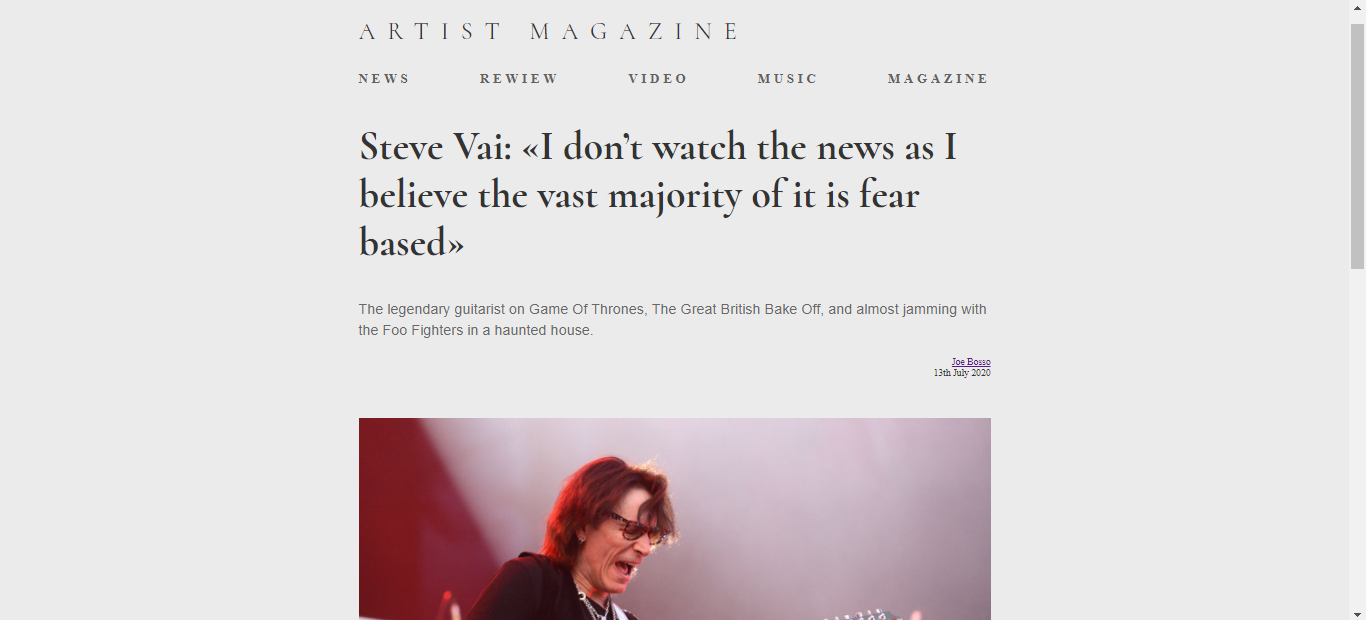 ARTIST MAGAZINE
NEWS REWIEW VIDEO MUSIC MAGAZINE
Steve Vai: «I don’t watch the news as I
believe the vast majority of it is fear
based»
The legendary guitarist on Game Of Thrones, The Great British Bake Off, and almost jamming with
the Foo Fighters in a haunted house.
Joe Bosso
13th July 2020